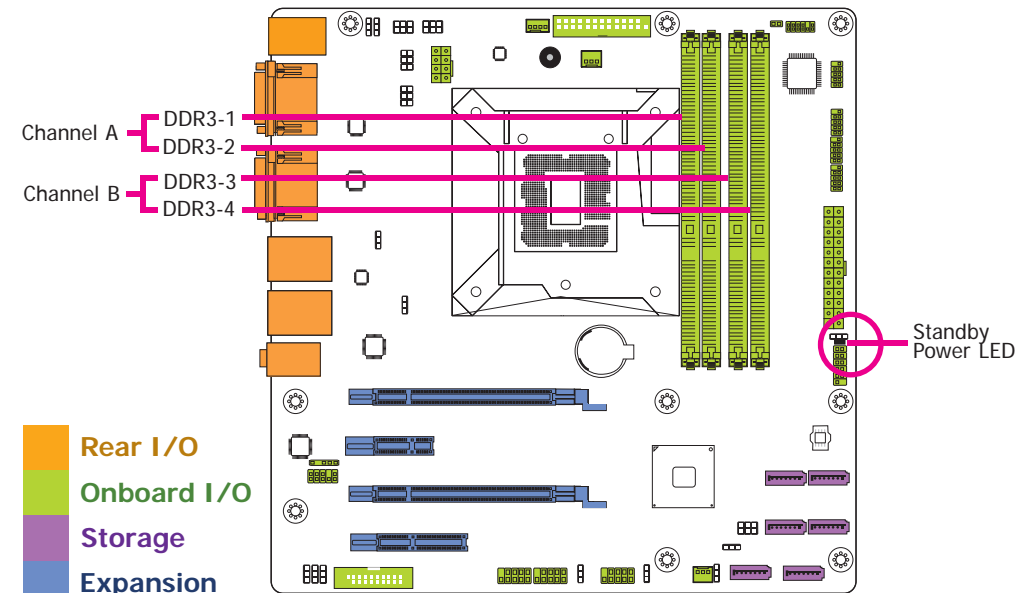 Channel A
DDR3-1
DDR3-2
Channel B
DDR3-3
DDR3-4
Standby
Power LED
Rear I/O
Onboard I/O
Storage
Expansion